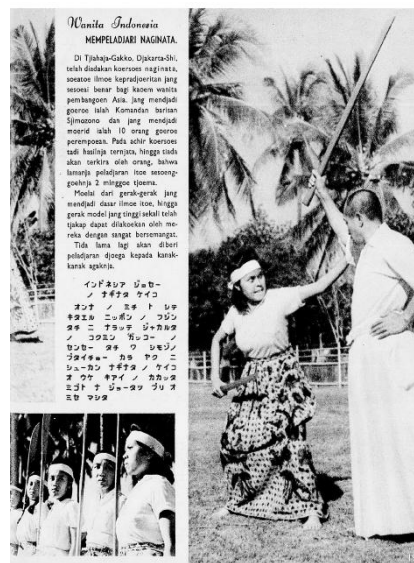 Wanita Indonesia
MEMPELADJARI NAGINATA.
Di Tjahaja-Gakko, Djakarta-Shi,
telah diadakan koersoes naginata,
soeatoe ilmoe kepradjoeritan jang
sesoeai benar bagi kaoem wanita
pembangoen Asia. Jang mendjadi
goeroe ialah Komandan barisan
Sjimozono dan jang mendjadi
moerid ialah 10 orang goeroe
perempoean. Pada achir koersoes
tadi hasilnja ternjata, hingga tiada
akan terkira oleh orang, bahwa
lamanja peladjaran itoe sesoeng-
goehnja 2 minggoe tjoema.
Moelai dari gerak-gerak jang
mendjadi dasar ilmoe itoe, hingga
gerak model jang tinggi sekali telah
tjakap dapat dilakoekan oleh me-
reka dengan sangat bersemangat.
Tida lama lagi akan diberi
peladjaran djoega kepada kanak-
kanak agaknja.
インドネシア ジョセー
ノ ナギナタ ケイコ
オンナ ノ ミチ ト シテ
キタエル ニッポン ノ フジン
タチ ニ ナラッテ ジャカルタ
ノ コクミン ガッコー ノ
センセー タチ ワ シモゾノ
ブタイチョー カラ ヤク ニ
シューカン ナギナタ ノ ケイコ
オ ウケ キアイ ノ カカッタ
ミゴト ナ ジョータツ ブリ オ
ミセ マシタ